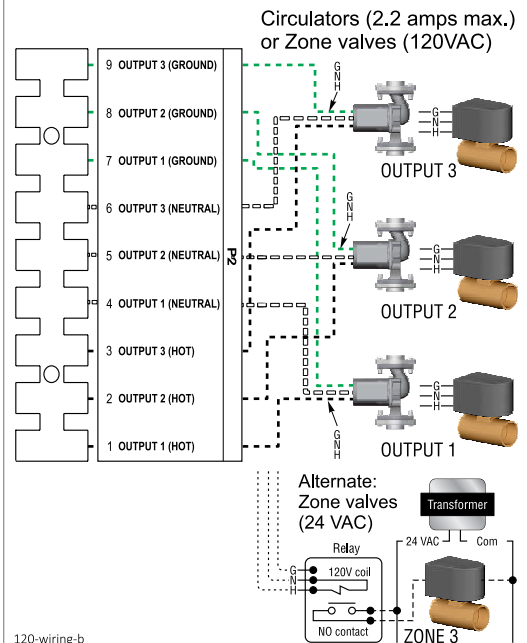 Circulators (2.2 amps max.)
or Zone valves (120VAC)
9 OUTPUT 3 (GROUND)
8 OUTPUT 2 (GROUND)
7 OUTPUT 1 (GROUND)
6 OUTPUT 3 (NEUTRAL)
5 OUTPUT 2 (NEUTRAL)
4 OUTPUT 1 (NEUTRAL)
3 OUTPUT 3 (HOT)
2 OUTPUT 2 (HOT)
1 OUTPUT 1 (HOT)
P2
G
N
H
G
N
H
OUTPUT 3
G
N
H
G
N
H
OUTPUT 2
G
N
H
G
N
H
OUTPUT 1
Alternate:
Zone valves
(24 VAC)
Transformer
24 VAC
Com
Relay
G
N
H
120V coil
NO contact
ZONE 3
120-wiring-b